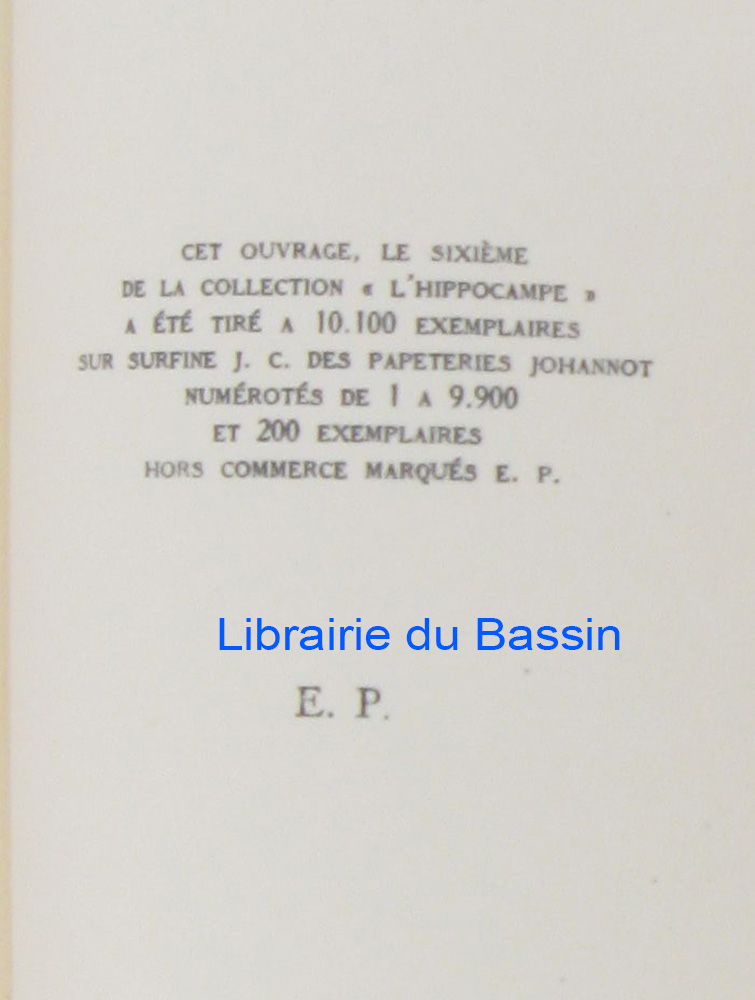 CET OUVRAGE, LE SIXIÈME
DE LA COLLECTION « L'HIPPOCAMPE »
A ÉTÉ TIRÉ A 10.100 EXEMPLAIRES
SUR SURFINE J. C. DES PAPETERIES JOHANNOT
NUMÉROTÉS DE 1 A 9.900
ET 200 EXEMPLAIRES
HORS COMMERCE MARQUÉS E. P.
Librairie du Bassin
E. P.